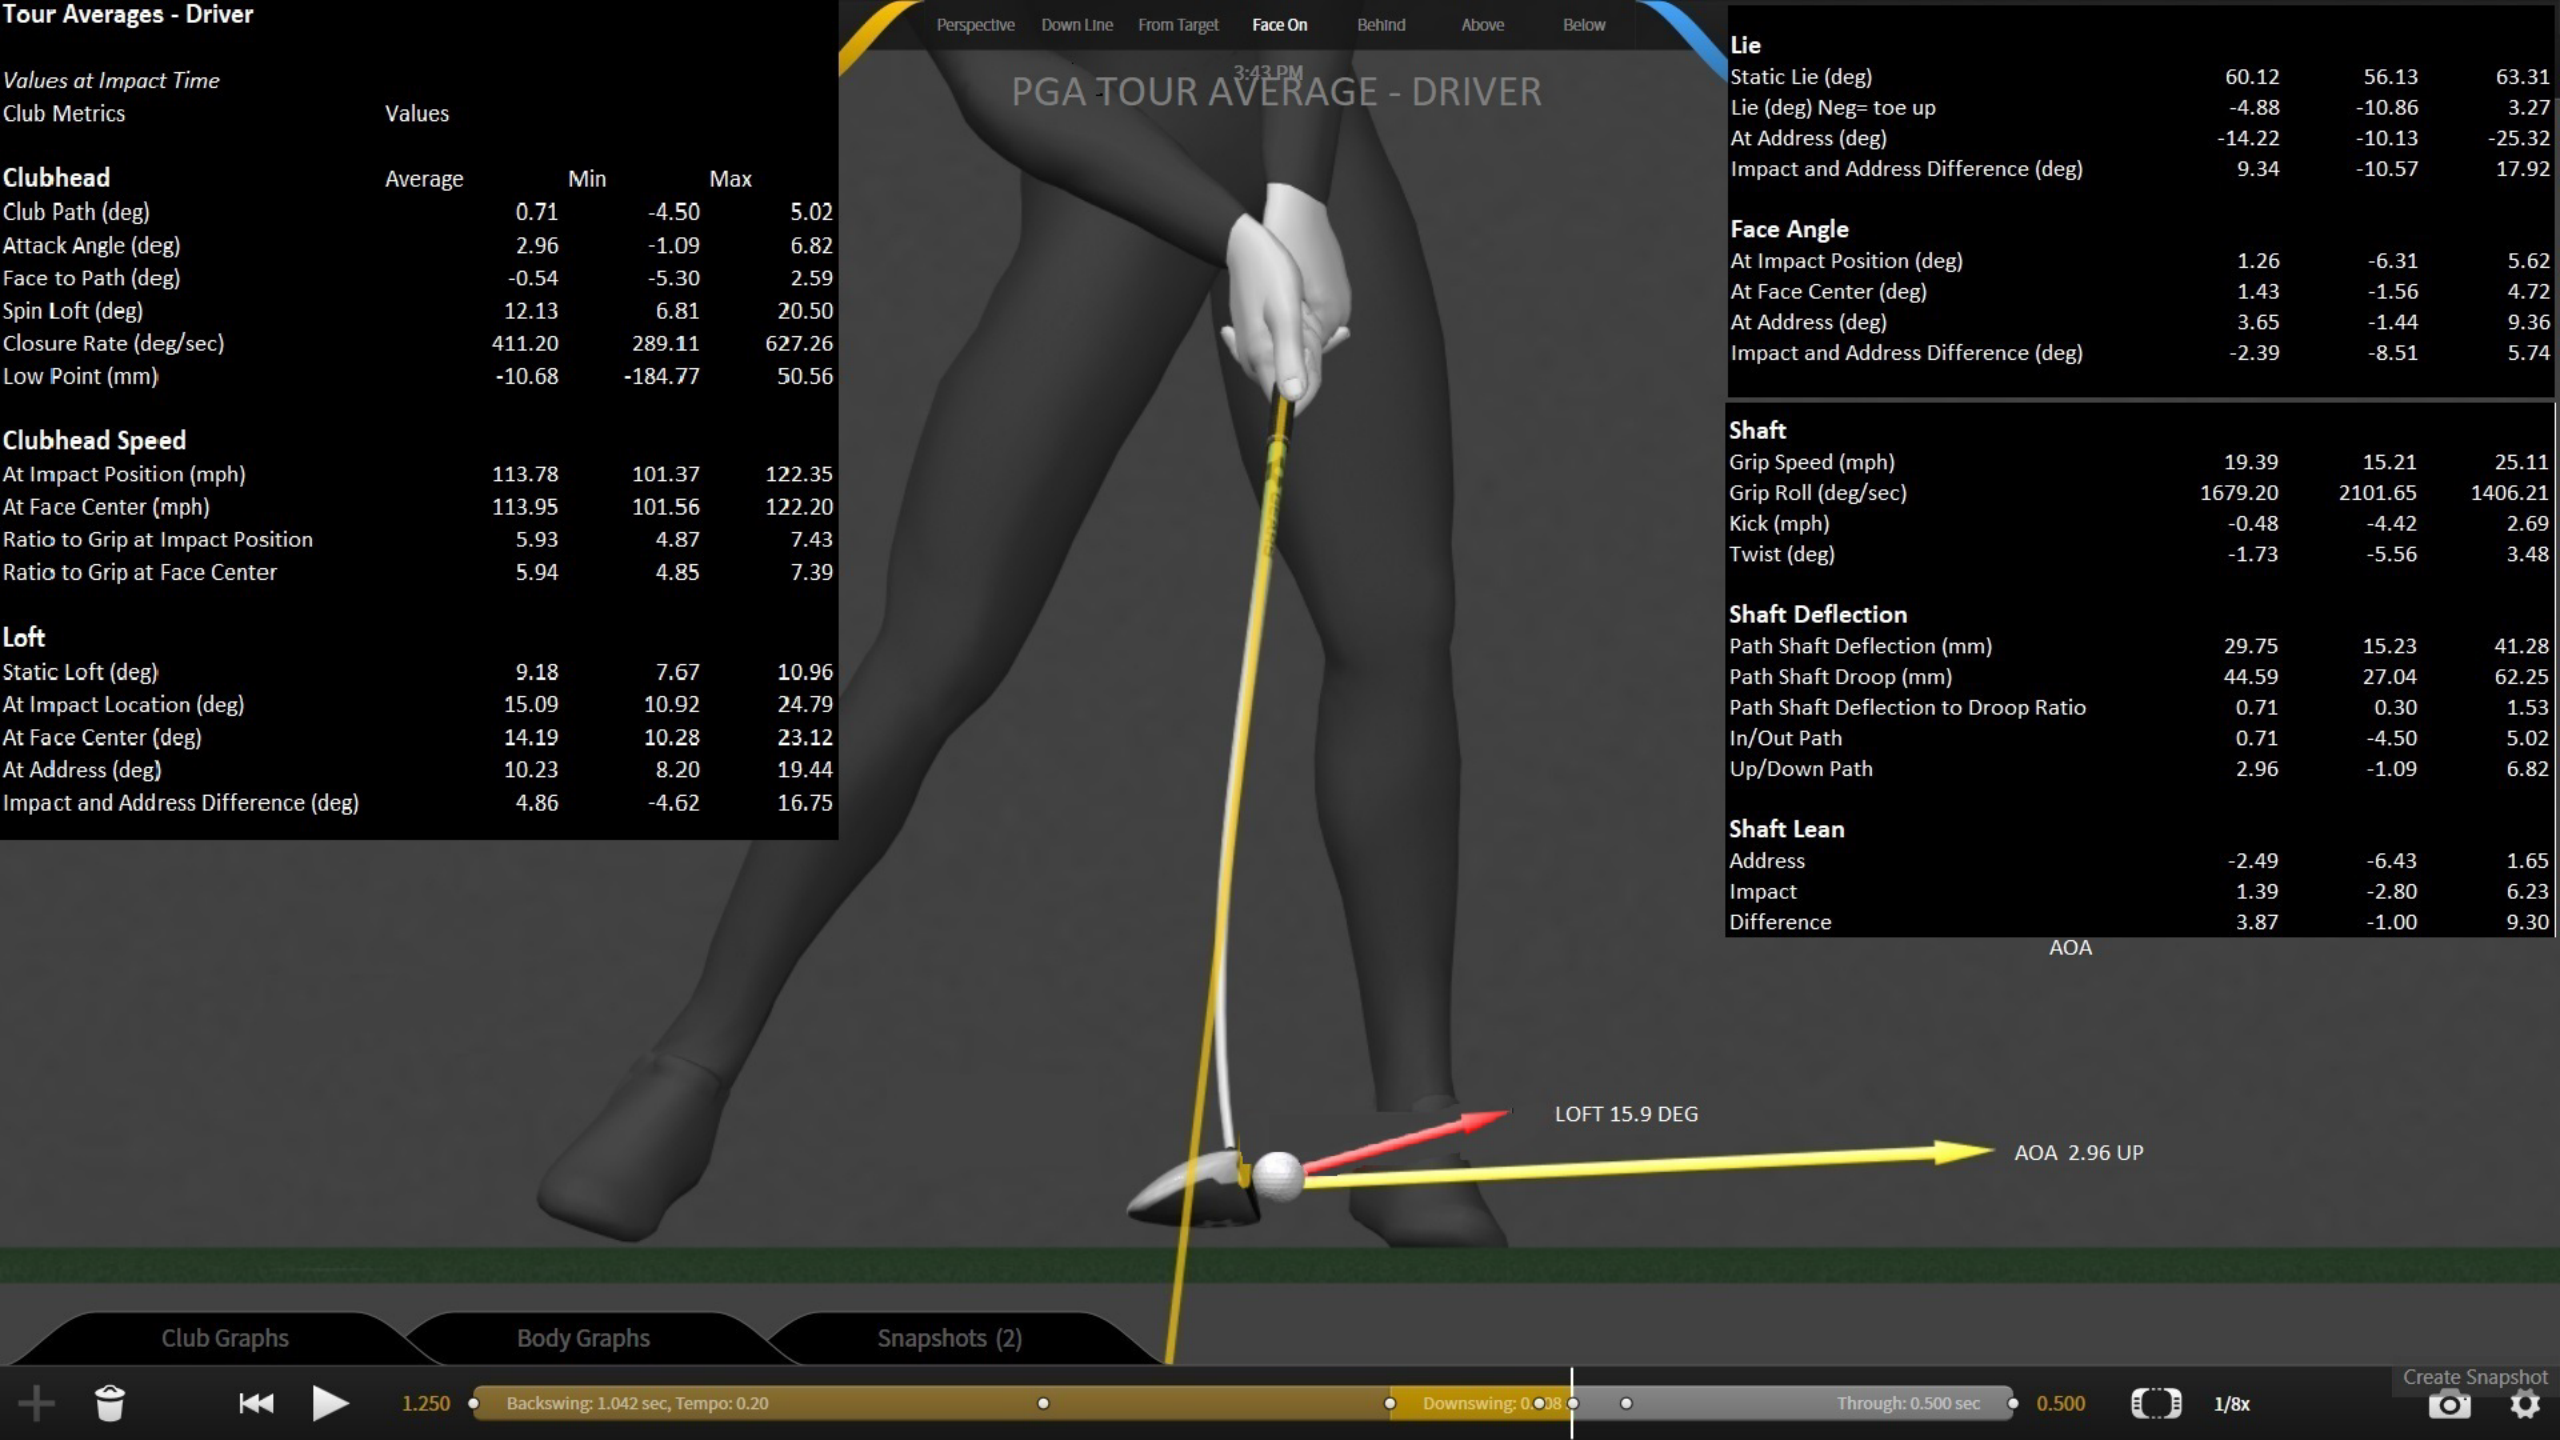 Tour Averages - Driver
Values at Impact Time
Club Metrics Values
Clubhead Average Min Max
Club Path (deg) 0.71 -4.50 5.02
Attack Angle (deg) 2.96 -1.09 6.82
Face to Path (deg) -0.54 -5.30 2.59
Spin Loft (deg) 12.13 6.81 20.50
Closure Rate (deg/sec) 411.20 289.11 627.26
Low Point (mm) -10.68 -184.77 50.56
Clubhead Speed
At Impact Position (mph) 113.78 101.37 122.35
At Face Center (mph) 113.95 101.56 122.20
Ratio to Grip at Impact Position 5.93 4.87 7.43
Ratio to Grip at Face Center 5.94 4.85 7.39
Loft
Static Loft (deg) 9.18 7.67 10.96
At Impact Location (deg) 15.09 10.92 24.79
At Face Center (deg) 14.19 10.28 23.12
At Address (deg) 10.23 8.20 19.44
Impact and Address Difference (deg) 4.86 -4.62 16.75
Perspective Down Line From Target Face On Behind Above Below
3:43 PM
PGA TOUR AVERAGE - DRIVER
Lie
Static Lie (deg) 60.12 56.13 63.31
Lie (deg) Neg= toe up -4.88 -10.86 3.27
At Address (deg) -14.22 -10.13 -25.32
Impact and Address Difference (deg) 9.34 -10.57 17.92
Face Angle
At Impact Position (deg) 1.26 -6.31 5.62
At Face Center (deg) 1.43 -1.56 4.72
At Address (deg) 3.65 -1.44 9.36
Impact and Address Difference (deg) -2.39 -8.51 5.74
Shaft
Grip Speed (mph) 19.39 15.21 25.11
Grip Roll (deg/sec) 1679.20 2101.65 1406.21
Kick (mph) -0.48 -4.42 2.69
Twist (deg) -1.73 -5.56 3.48
Shaft Deflection
Path Shaft Deflection (mm) 29.75 15.23 41.28
Path Shaft Droop (mm) 44.59 27.04 62.25
Path Shaft Deflection to Droop Ratio 0.71 0.30 1.53
In/Out Path 0.71 -4.50 5.02
Up/Down Path 2.96 -1.09 6.82
Shaft Lean
Address -2.49 -6.43 1.65
Impact 1.39 -2.80 6.23
Difference 3.87 -1.00 9.30
AOA
LOFT 15.9 DEG
AOA 2.96 UP
Club Graphs Body Graphs Snapshots (2)
Create Snapshot
1.250 Backswing: 1.042 sec, Tempo: 0.20 Downswing: Through: 0.500 sec 0.500 1/8x